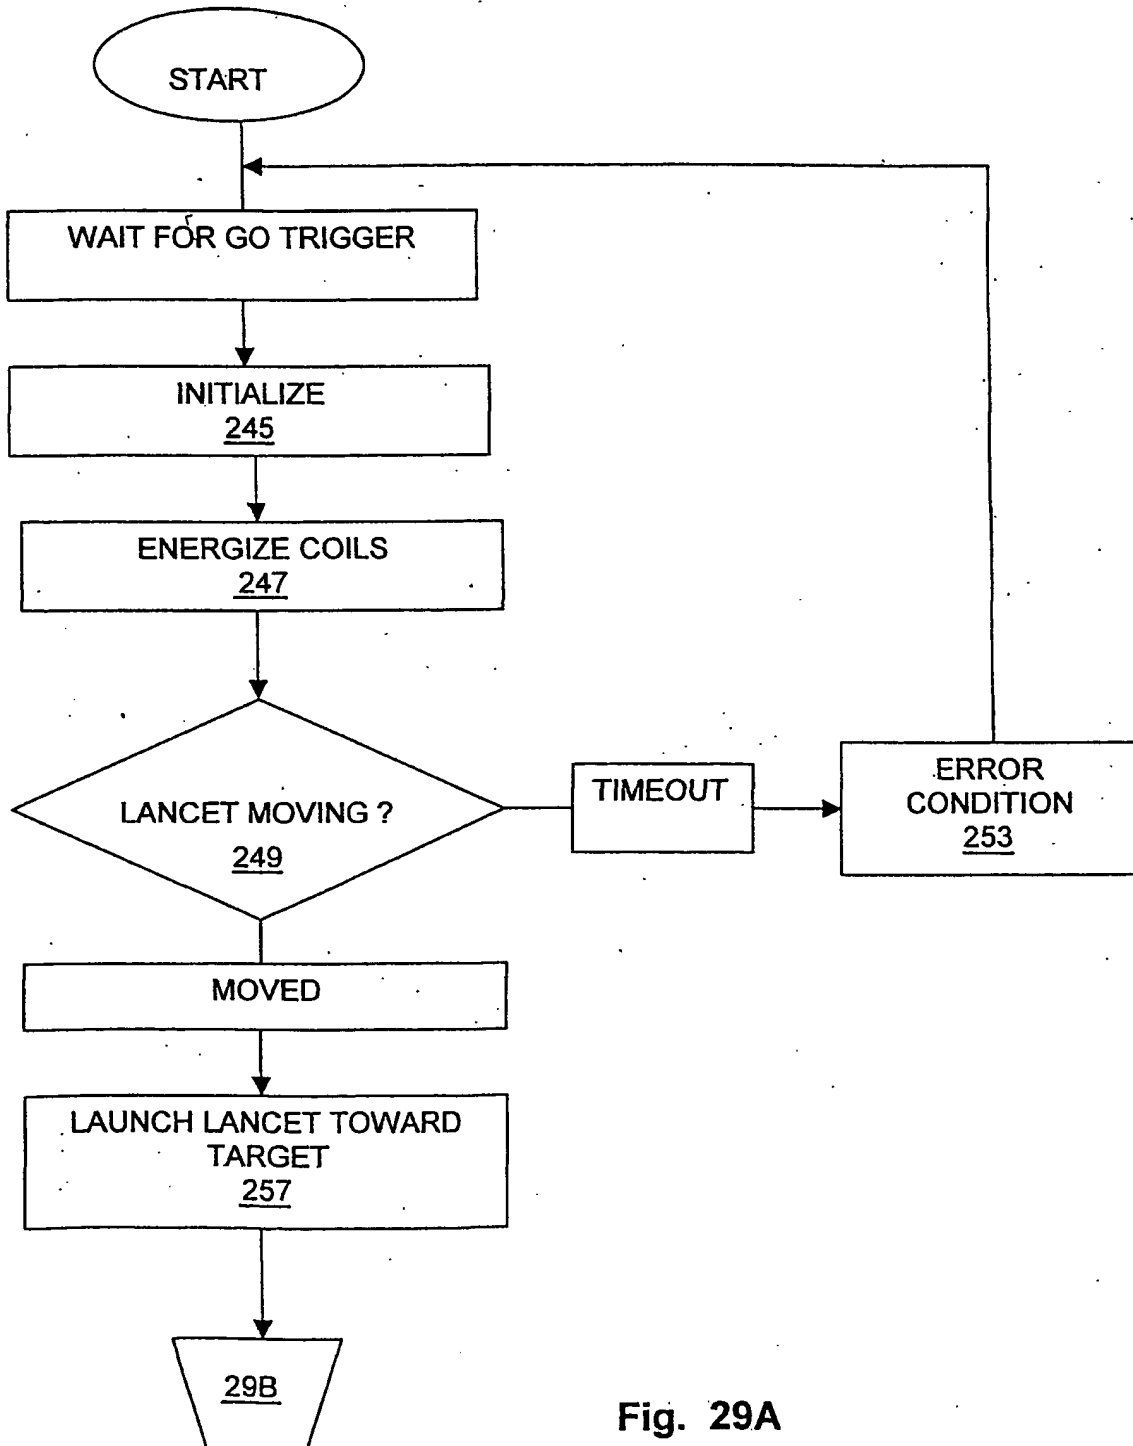 START
WAIT FOR GO TRIGGER
INITIALIZE
245
ENERGIZE COILS
247
LANCET MOVING ?
249
TIMEOUT
ERROR
CONDITION
253
MOVED
LAUNCH LANCET TOWARD
TARGET
257
29B
Fig. 29A